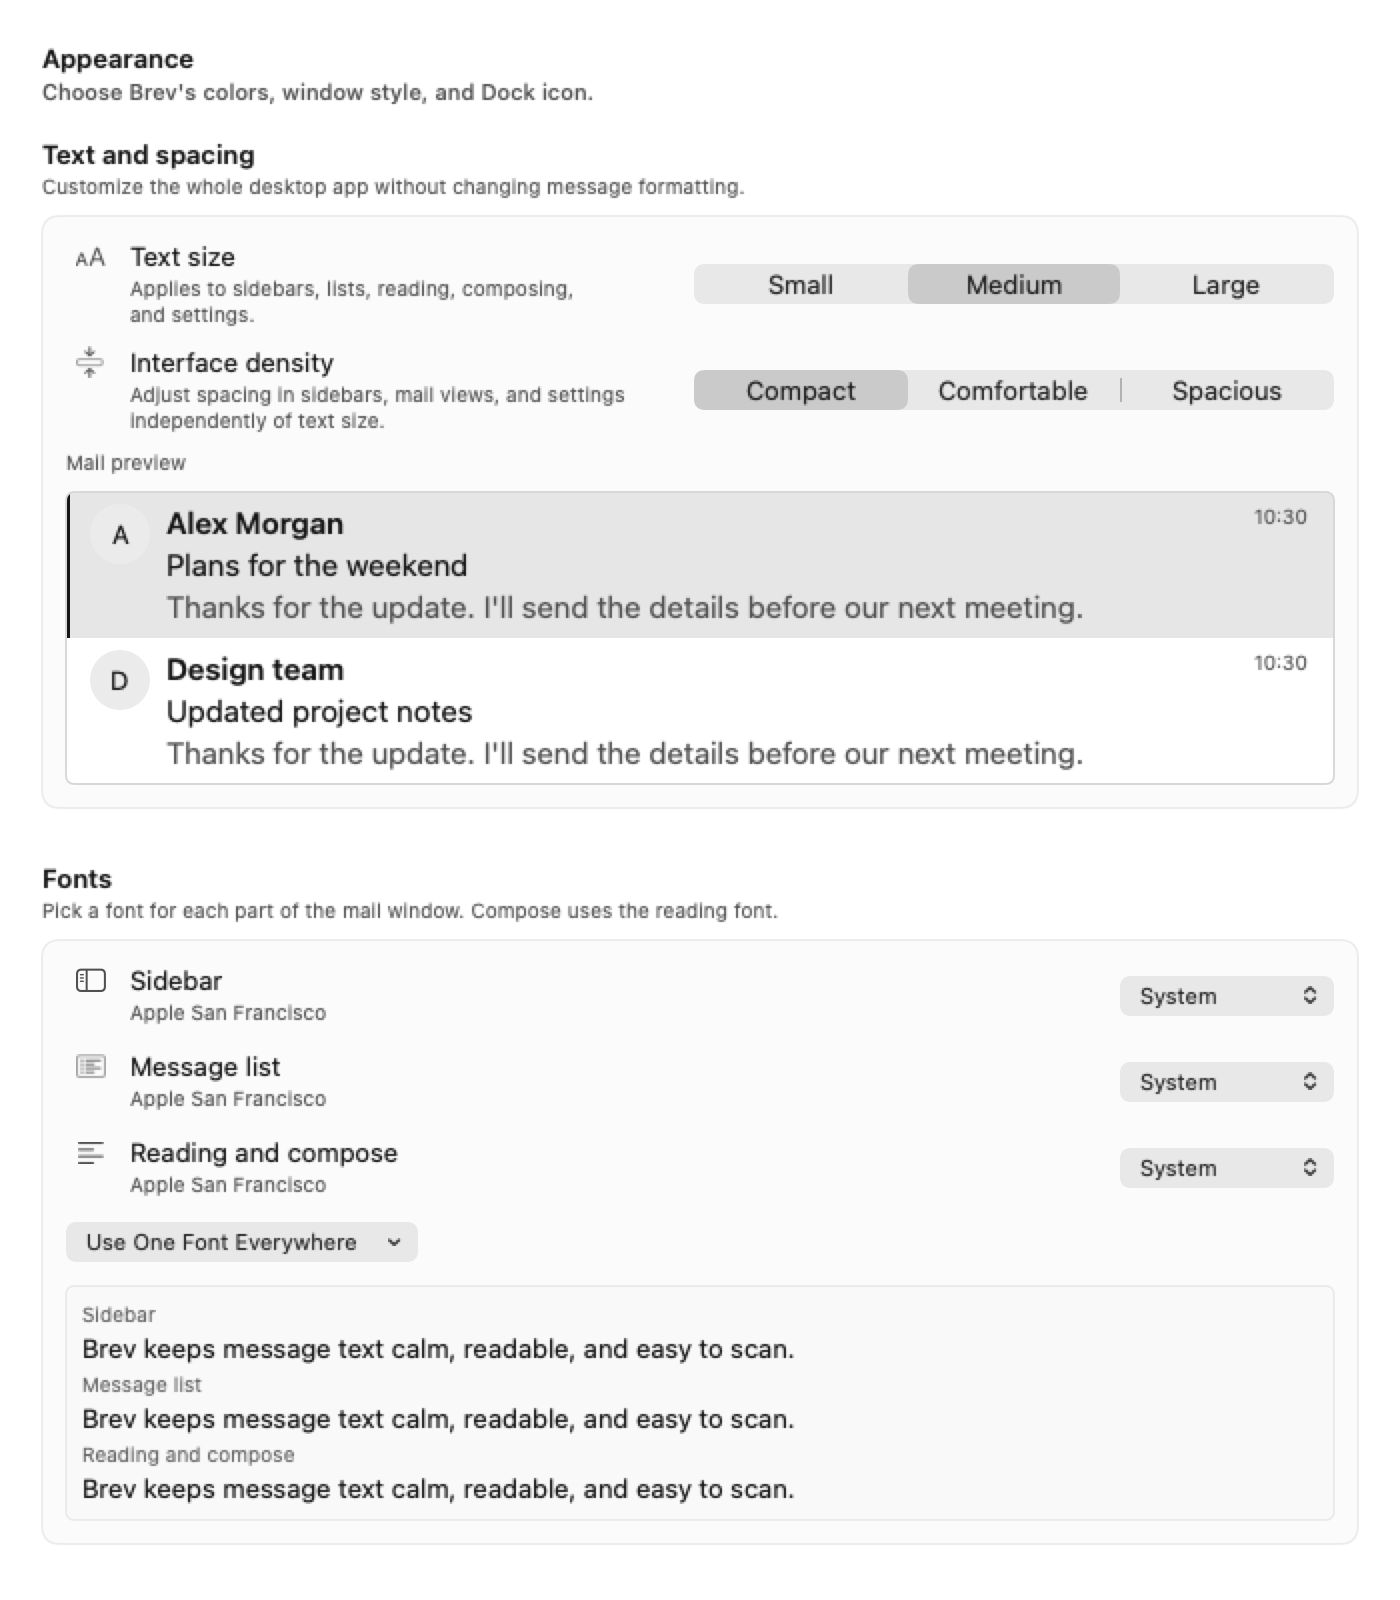 Appearance
Choose Brev's colors, window style, and Dock icon.
Text and spacing
Customize the whole desktop app without changing message formatting.
AA Text size
Applies to sidebars, lists, reading, composing,
and settings.
Small Medium Large
Interface density
Adjust spacing in sidebars, mail views, and settings
independently of text size.
Compact Comfortable Spacious
Mail preview
A Alex Morgan 10:30
Plans for the weekend
Thanks for the update. I'll send the details before our next meeting.
D Design team 10:30
Updated project notes
Thanks for the update. I'll send the details before our next meeting.
Fonts
Pick a font for each part of the mail window. Compose uses the reading font.
Sidebar
Apple San Francisco
System
Message list
Apple San Francisco
System
Reading and compose
Apple San Francisco
System
Use One Font Everywhere
Sidebar
Brev keeps message text calm, readable, and easy to scan.
Message list
Brev keeps message text calm, readable, and easy to scan.
Reading and compose
Brev keeps message text calm, readable, and easy to scan.